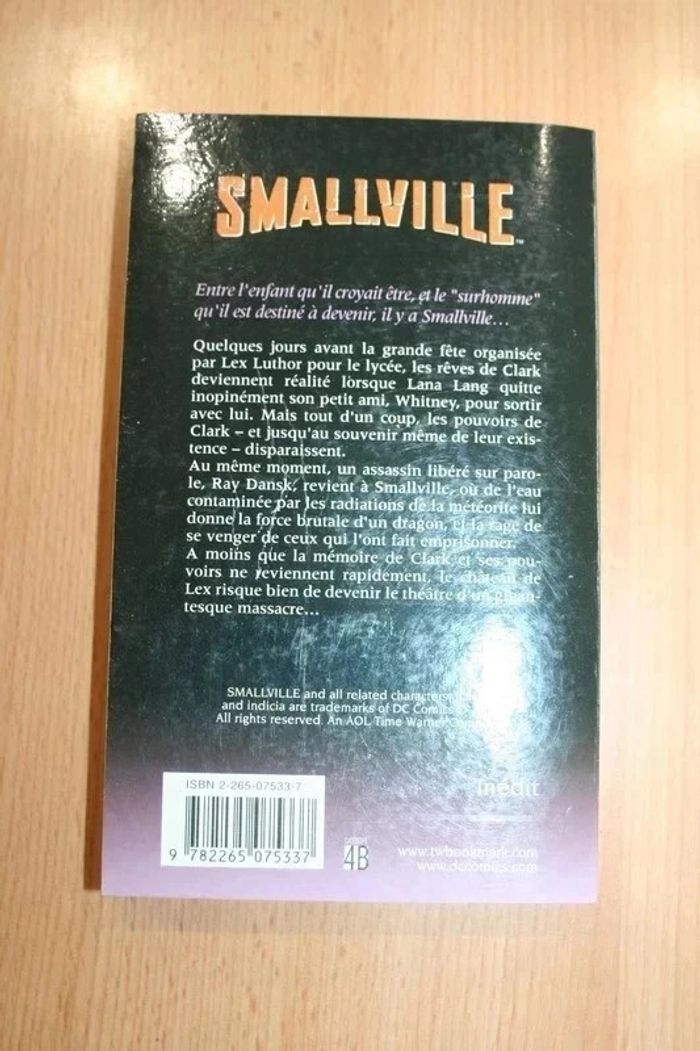 SMALLVILLE™
Entre l'enfant qu'il croyait être, et le "surhomme"
qu'il est destiné à devenir, il y a Smallville…
Quelques jours avant la grande fête organisée
par Lex Luthor pour le lycée, les rêves de Clark
deviennent réalité lorsque Lana Lang quitte
inopinément son petit ami, Whitney, pour sortir
avec lui. Mais tout d'un coup, les pouvoirs de
Clark – et jusqu'au souvenir même de leur exis-
tence – disparaissent.
Au même moment, un assassin libéré sur paro-
le, Ray Dansk, revient à Smallville, où de l'eau
contaminée par les radiations de la météorite lui
donne la force brutale d'un dragon, et la rage de
se venger de ceux qui l'ont fait emprisonner.
A moins que la mémoire de Clark et ses pou-
voirs ne reviennent rapidement, le château de
Lex risque bien de devenir le théâtre d'un gigan-
tesque massacre…
SMALLVILLE and all related characters,
and indicia are trademarks of DC Comics
All rights reserved. An AOL Time Warner
inédit
ISBN 2-265-07533-7
9 782265 075337
4B
www.twbookmark.com
www.dccomics.com